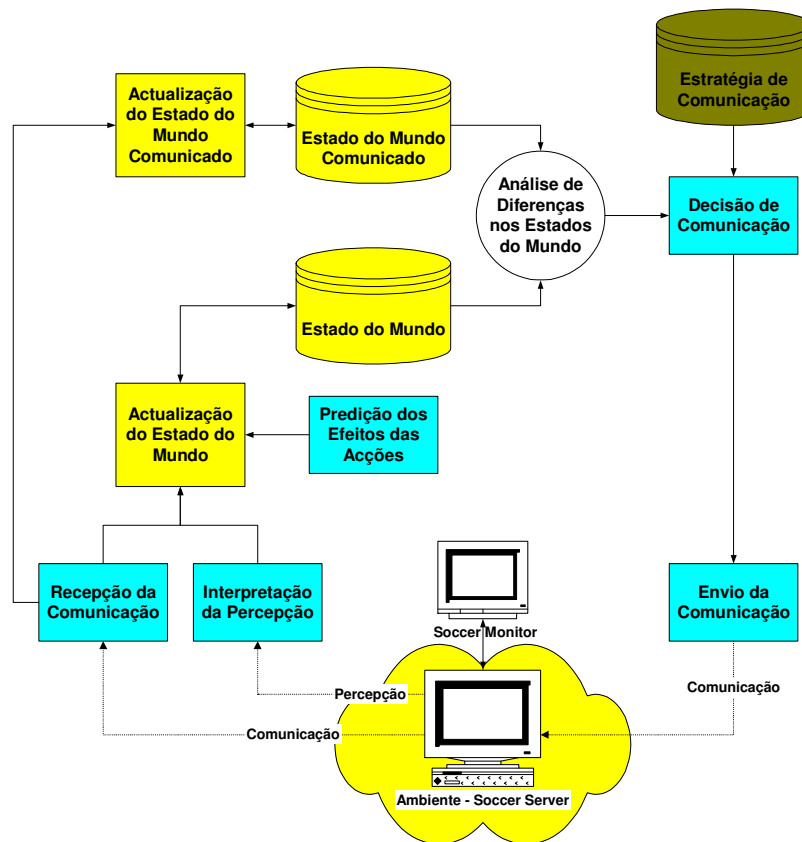 Estratégia de
Comunicação
Actualização
do Estado do
Mundo
Comunicado
Estado do Mundo
Comunicado
Análise de
Diferenças
nos Estados
do Mundo
Decisão de
Comunicação
Estado do Mundo
Actualização
do Estado do
Mundo
Predição dos
Efeitos das
Acções
Recepção da
Comunicação
Interpretação
da Percepção
Soccer Monitor
Envio da
Comunicação
Percepção
Comunicação
Comunicação
Ambiente - Soccer Server